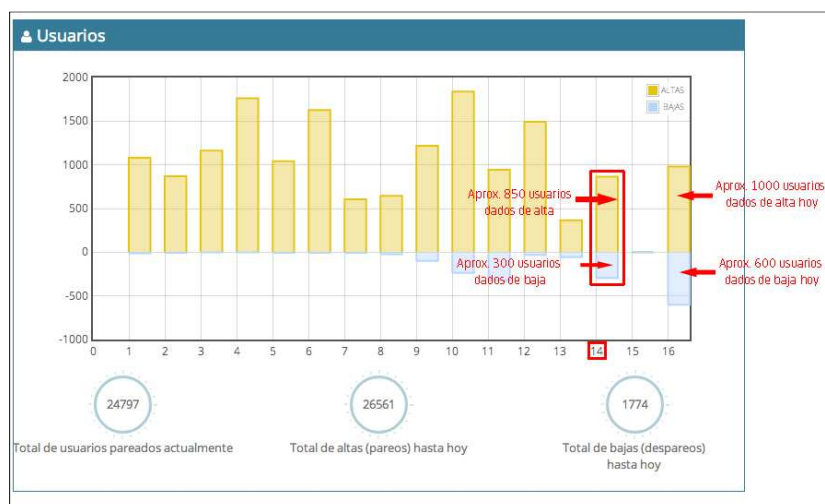 Usuarios
2000
1500
1000
500
0
-500
-1000
ALTAS
BAJAS
Aprox. 850 usuarios
dados de alta
Aprox. 1000 usuarios
dados de alta hoy
Aprox. 300 usuarios
dados de baja
Aprox. 600 usuarios
dados de baja hoy
0 1 2 3 4 5 6 7 8 9 10 11 12 13 14 15 16
24797
Total de usuarios pareados actualmente
26561
Total de altas (pareos) hasta hoy
1774
Total de bajas (despareos)
hasta hoy